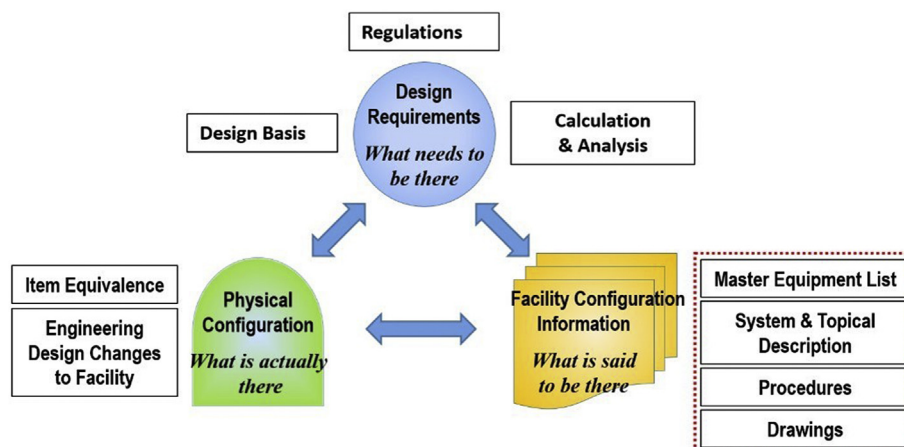 Regulations
Design
Requirements
What needs to
be there
Design Basis
Calculation
& Analysis
Item Equivalence
Engineering
Design Changes
to Facility
Physical
Configuration
What is actually
there
Facility Configuration
Information
What is said
to be there
Master Equipment List
System & Topical
Description
Procedures
Drawings